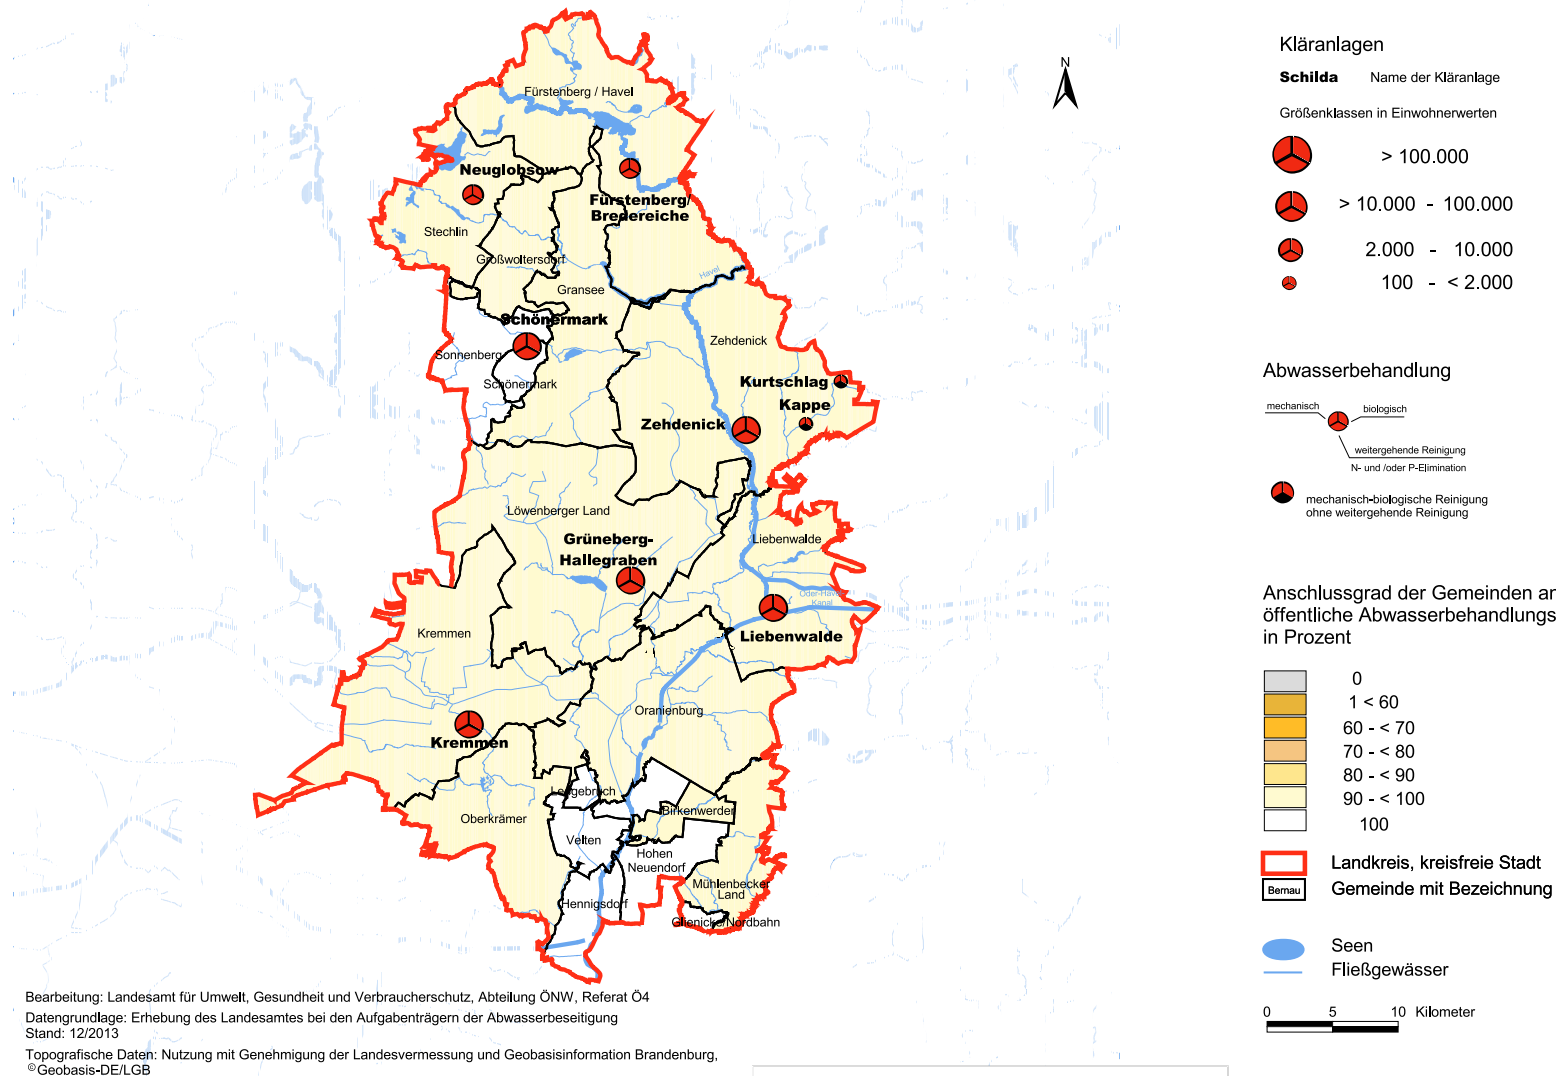 Fürstenberg / Havel
Neuglobsow
Fürstenberg/
Bredereiche
Stechlin
Großwoltersdorf
Havel
Gransee
Schönermark
Sonnenberg
Schönermark
Zehdenick
Kurtschlag
Kappe
Zehdenick
Löwenberger Land
Grüneberg-
Hallegraben
Liebenwalde
Oder-Havel
Kanal
Liebenwalde
Kremmen
Oranienburg
Kremmen
Leegebruch
Birkenwerder
Oberkrämer
Velten
Hohen
Neuendorf
Mühlenbecker
Land
Hennigsdorf
Glienicke/Nordbahn
N
Kläranlagen
Schilda Name der Kläranlage
Größenklassen in Einwohnerwerten
> 100.000
> 10.000 - 100.000
2.000 - 10.000
100 - < 2.000
Abwasserbehandlung
mechanisch biologisch
weitergehende Reinigung
N- und /oder P-Elimination
mechanisch-biologische Reinigung
ohne weitergehende Reinigung
Anschlussgrad der Gemeinden ar
öffentliche Abwasserbehandlungs
in Prozent
0
1 < 60
60 - < 70
70 - < 80
80 - < 90
90 - < 100
100
Landkreis, kreisfreie Stadt
Bernau Gemeinde mit Bezeichnung
Seen
Fließgewässer
0 5 10 Kilometer
Bearbeitung: Landesamt für Umwelt, Gesundheit und Verbraucherschutz, Abteilung ÖNW, Referat Ö4
Datengrundlage: Erhebung des Landesamtes bei den Aufgabenträgern der Abwasserbeseitigung
Stand: 12/2013
Topografische Daten: Nutzung mit Genehmigung der Landesvermessung und Geobasisinformation Brandenburg,
©Geobasis-DE/LGB